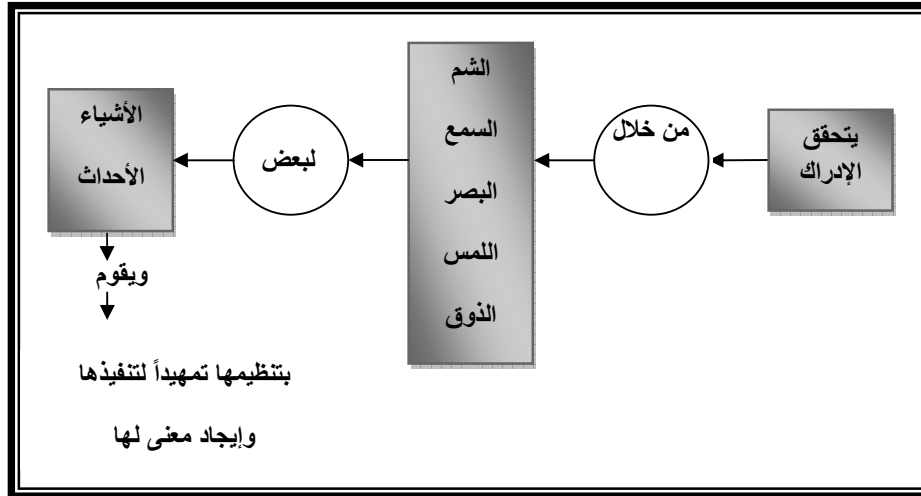 يتحقق
الإدراك
من خلال
الشم
السمع
البصر
اللمس
الذوق
لبعض
الأشياء
الأحداث
ويقوم
بتنظيمها تمهيداً لتنفيذها
وإيجاد معنى لها